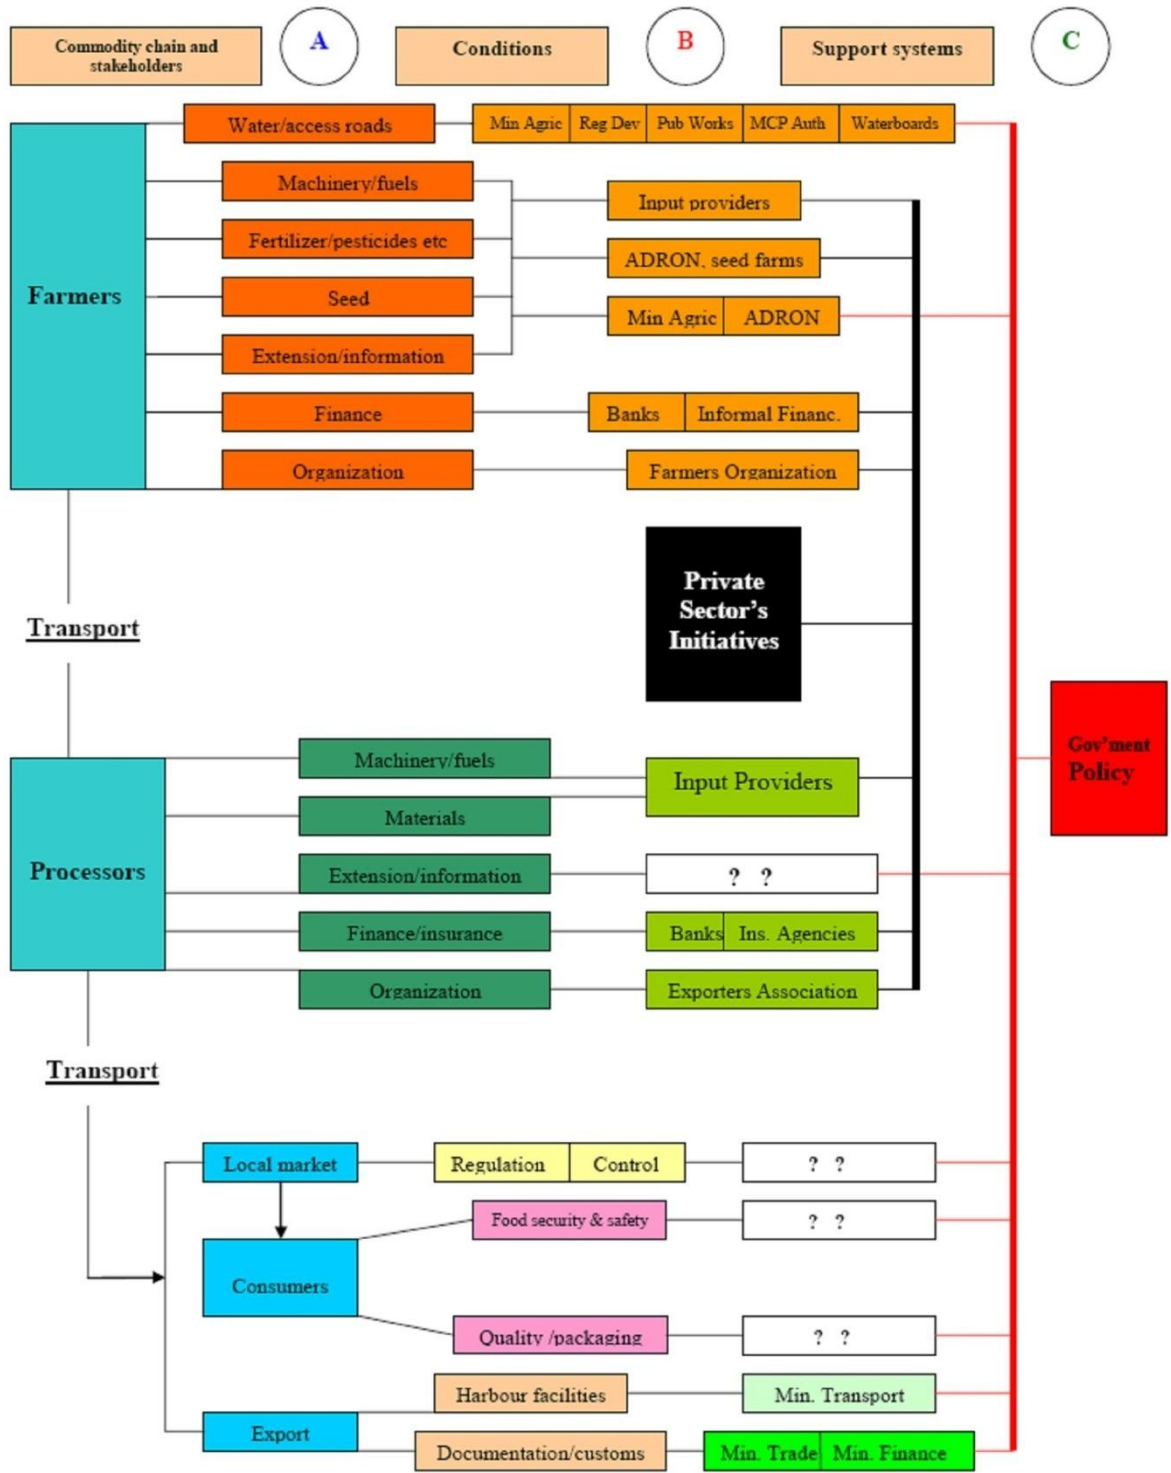 Commodity chain and
stakeholders
A
Conditions
B
Support systems
C
Water/access roads
Min Agric
Reg Dev
Pub Works
MCP Auth
Waterboards
Farmers
Machinery/fuels
Input providers
Fertilizer/pesticides etc
ADRON, seed farms
Seed
Min Agric
ADRON
Extension/information
Finance
Banks
Informal Financ.
Organization
Farmers Organization
Private
Sector's
Initiatives
Transport
Gov'ment
Policy
Processors
Machinery/fuels
Input Providers
Materials
Extension/information
? ?
Finance/insurance
Banks
Ins. Agencies
Organization
Exporters Association
Transport
Local market
Regulation
Control
? ?
Food security & safety
? ?
Consumers
Quality /packaging
? ?
Harbour facilities
Min. Transport
Export
Documentation/customs
Min. Trade
Min. Finance